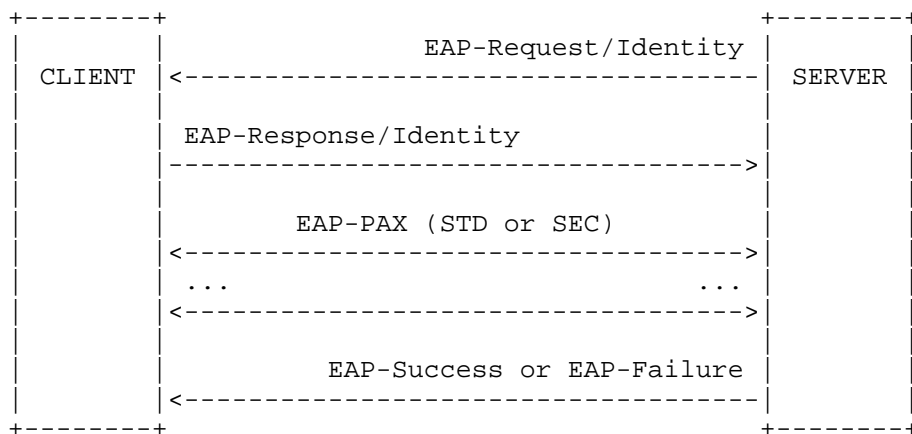 EAP-Request/Identity
CLIENT SERVER
EAP-Response/Identity
EAP-PAX (STD or SEC)
... ...
EAP-Success or EAP-Failure